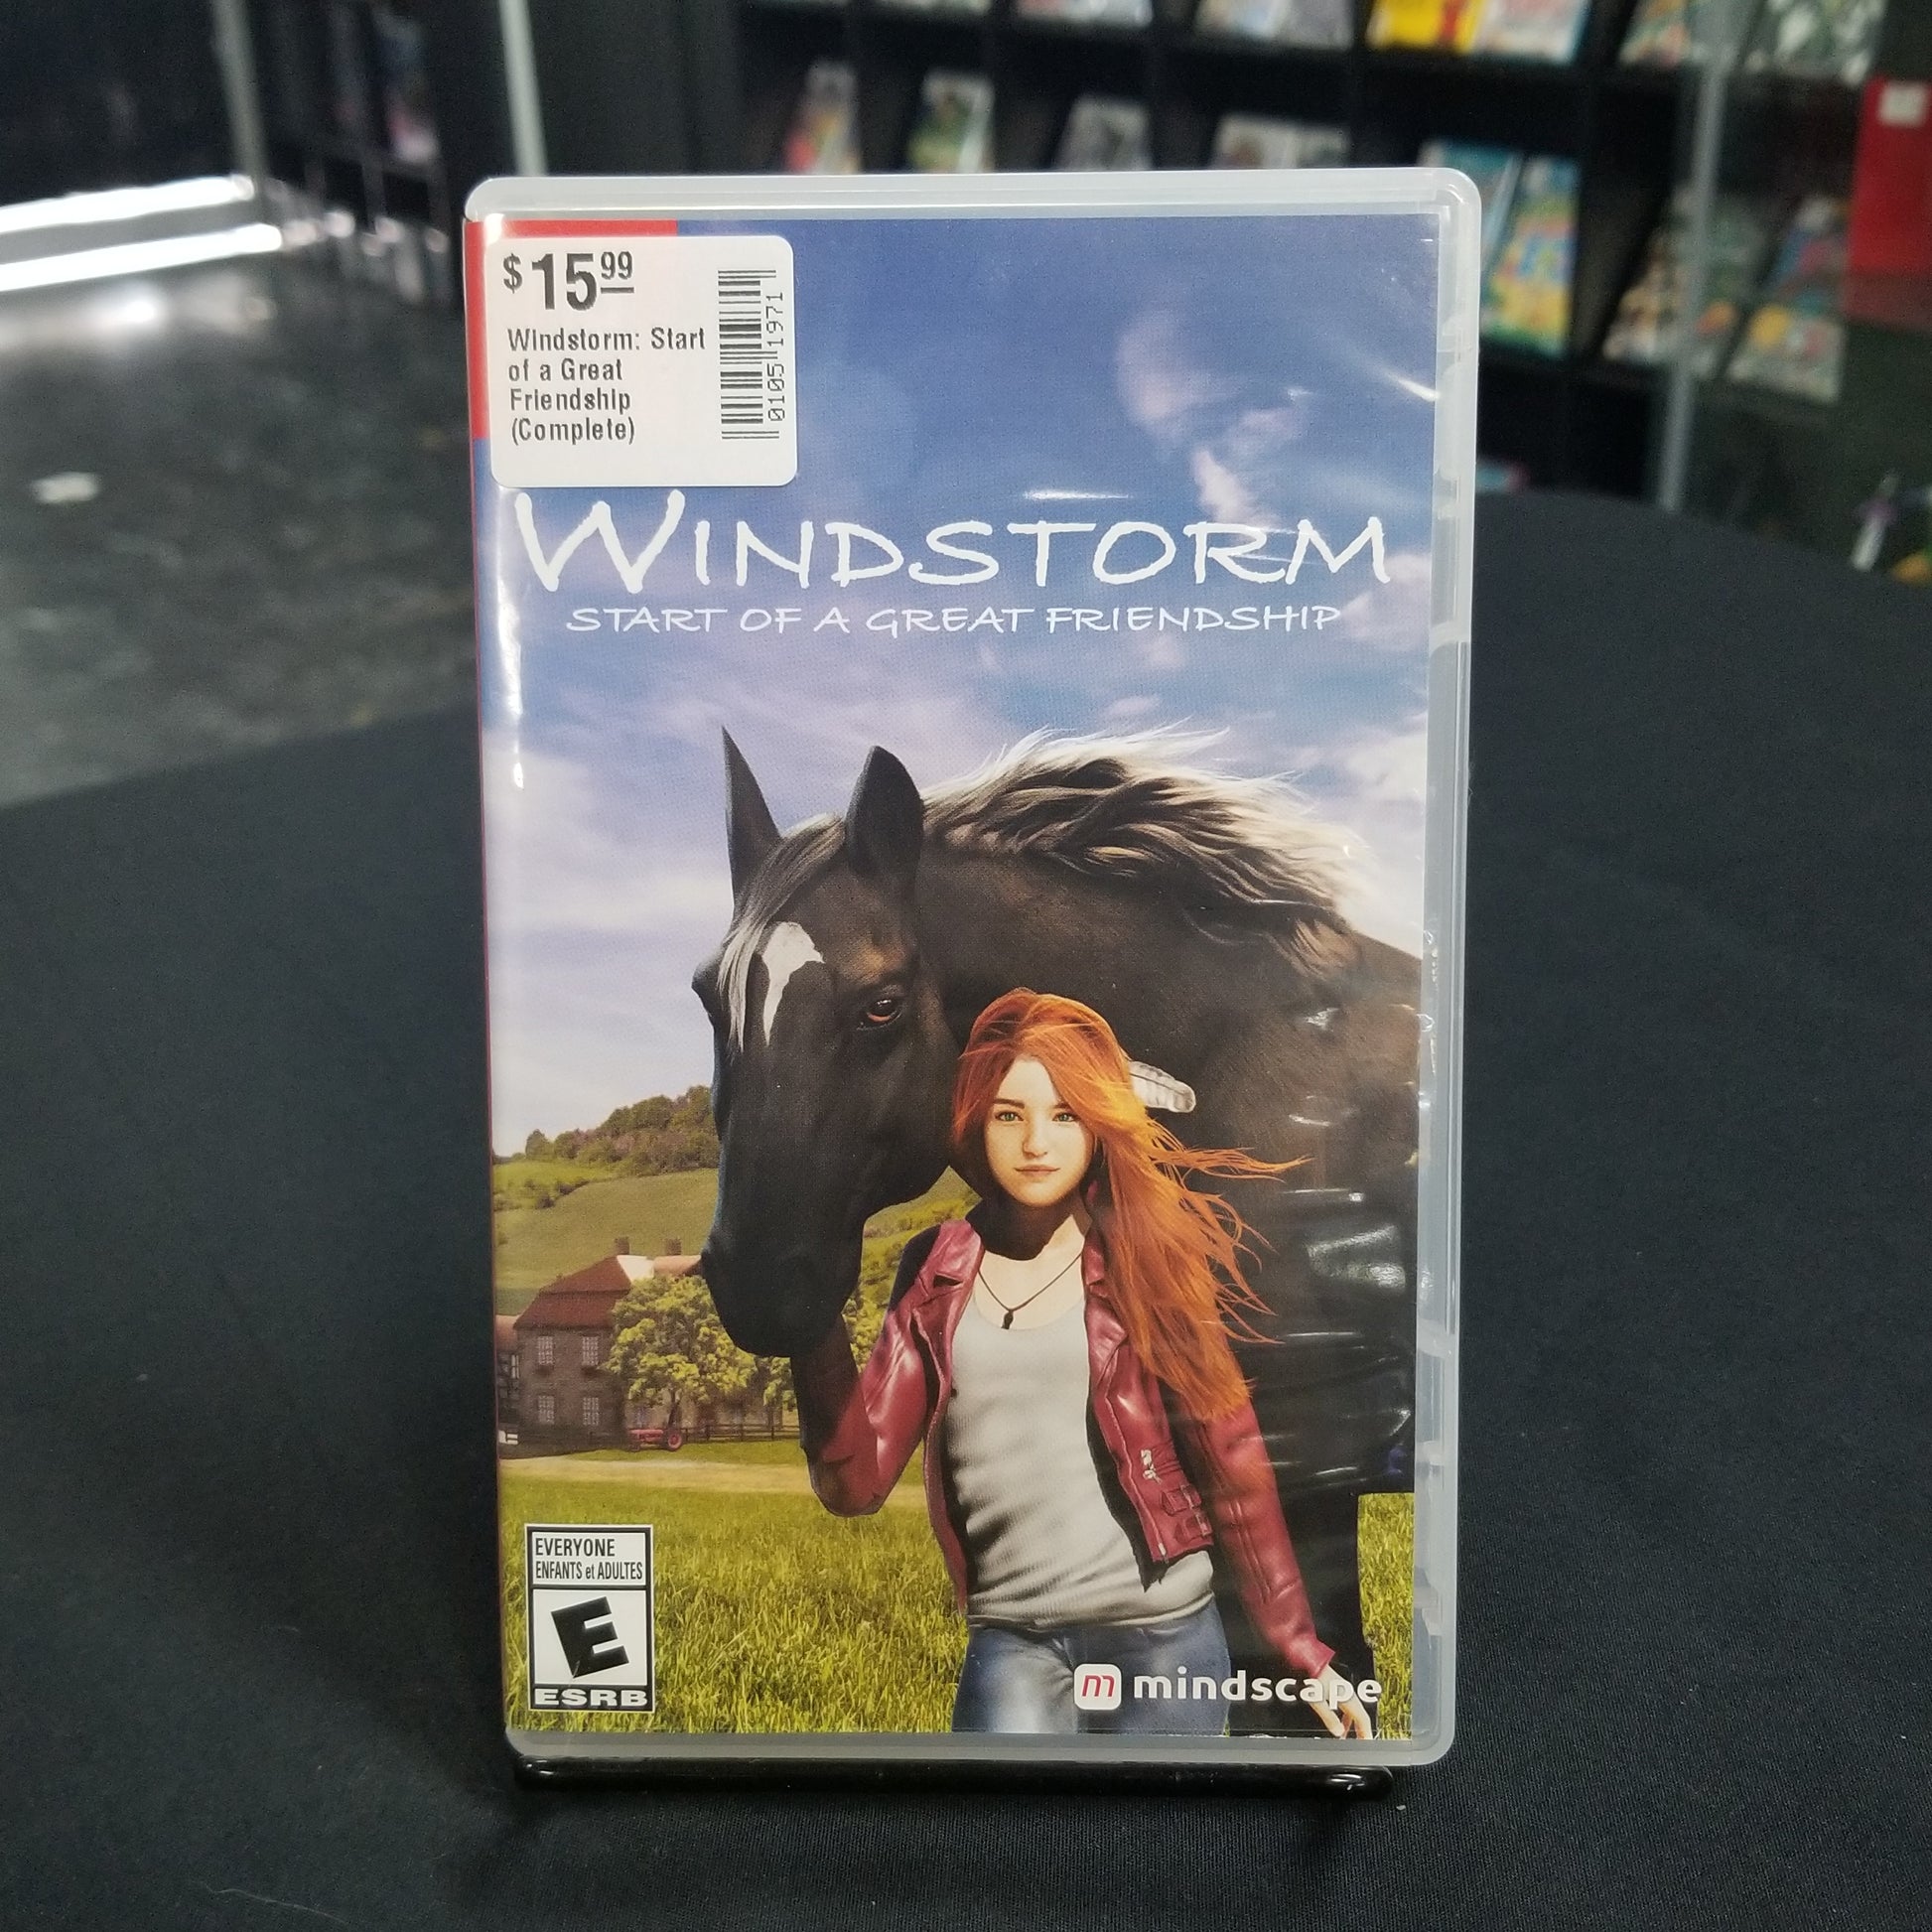 $15.99
Windstorm: Start
of a Great
Friendship
(Complete)
0105 1971
WINDSTORM
START OF A GREAT FRIENDSHIP
EVERYONE
ENFANTS et ADULTES
E
ESRB
m mindscape